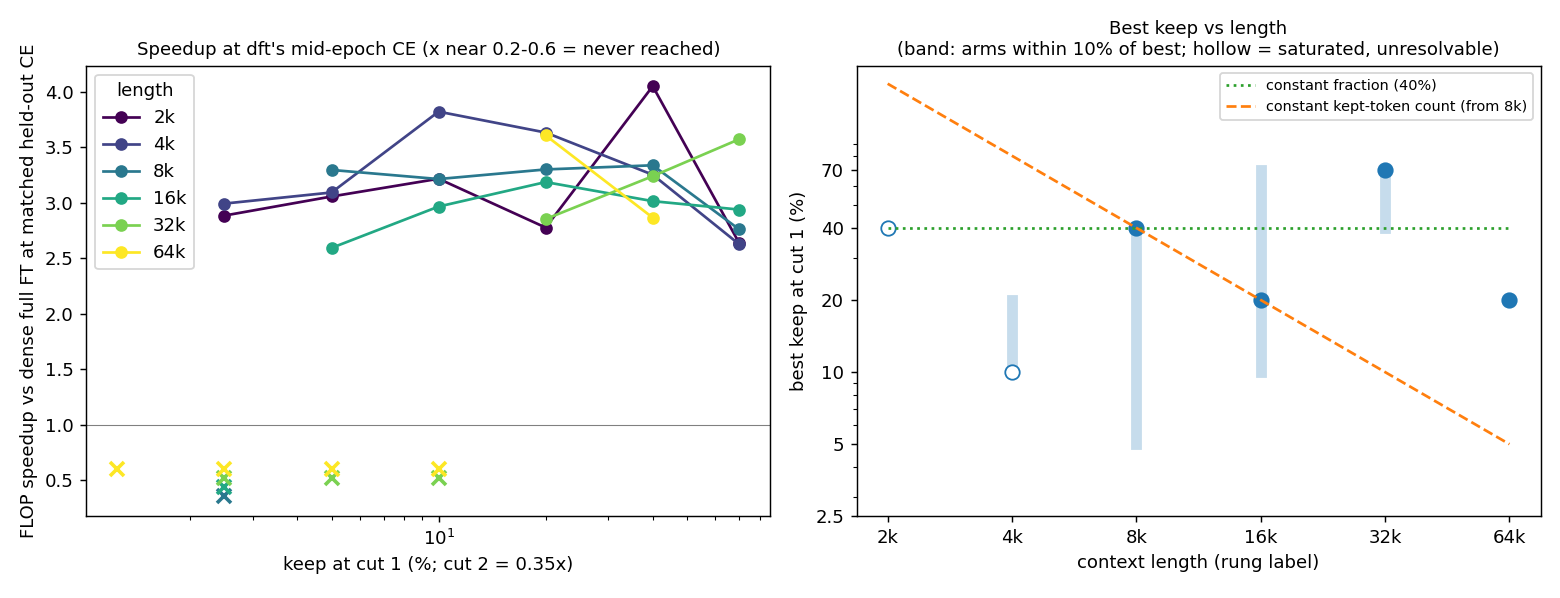 Speedup at dft's mid-epoch CE (x near 0.2-0.6 = never reached)
FLOP speedup vs dense full FT at matched held-out CE
4.0
3.5
3.0
2.5
2.0
1.5
1.0
0.5
length
2k
4k
8k
16k
32k
64k
10¹
keep at cut 1 (%; cut 2 = 0.35x)
Best keep vs length
(band: arms within 10% of best; hollow = saturated, unresolvable)
constant fraction (40%)
constant kept-token count (from 8k)
best keep at cut 1 (%)
70
40
20
10
5
2.5
2k
4k
8k
16k
32k
64k
context length (rung label)